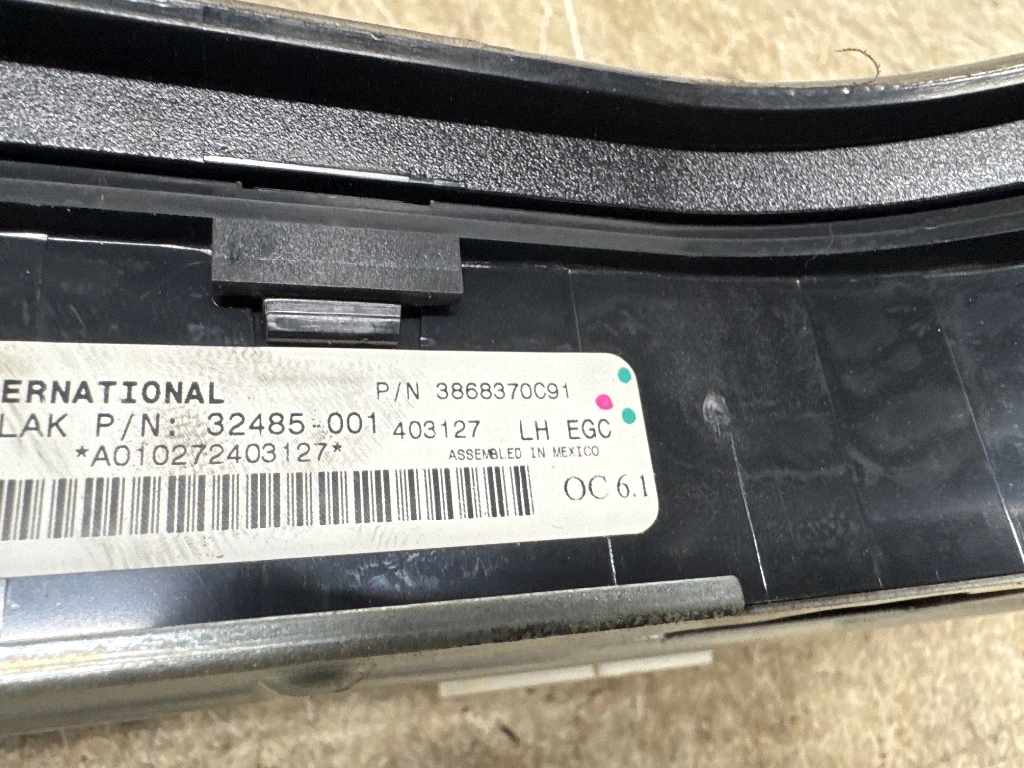 ERNATIONAL P/N 3868370C91
LAK P/N: 32485-001 403127 LH EGC
*A010272403127* ASSEMBLED IN MEXICO
OC 6.1